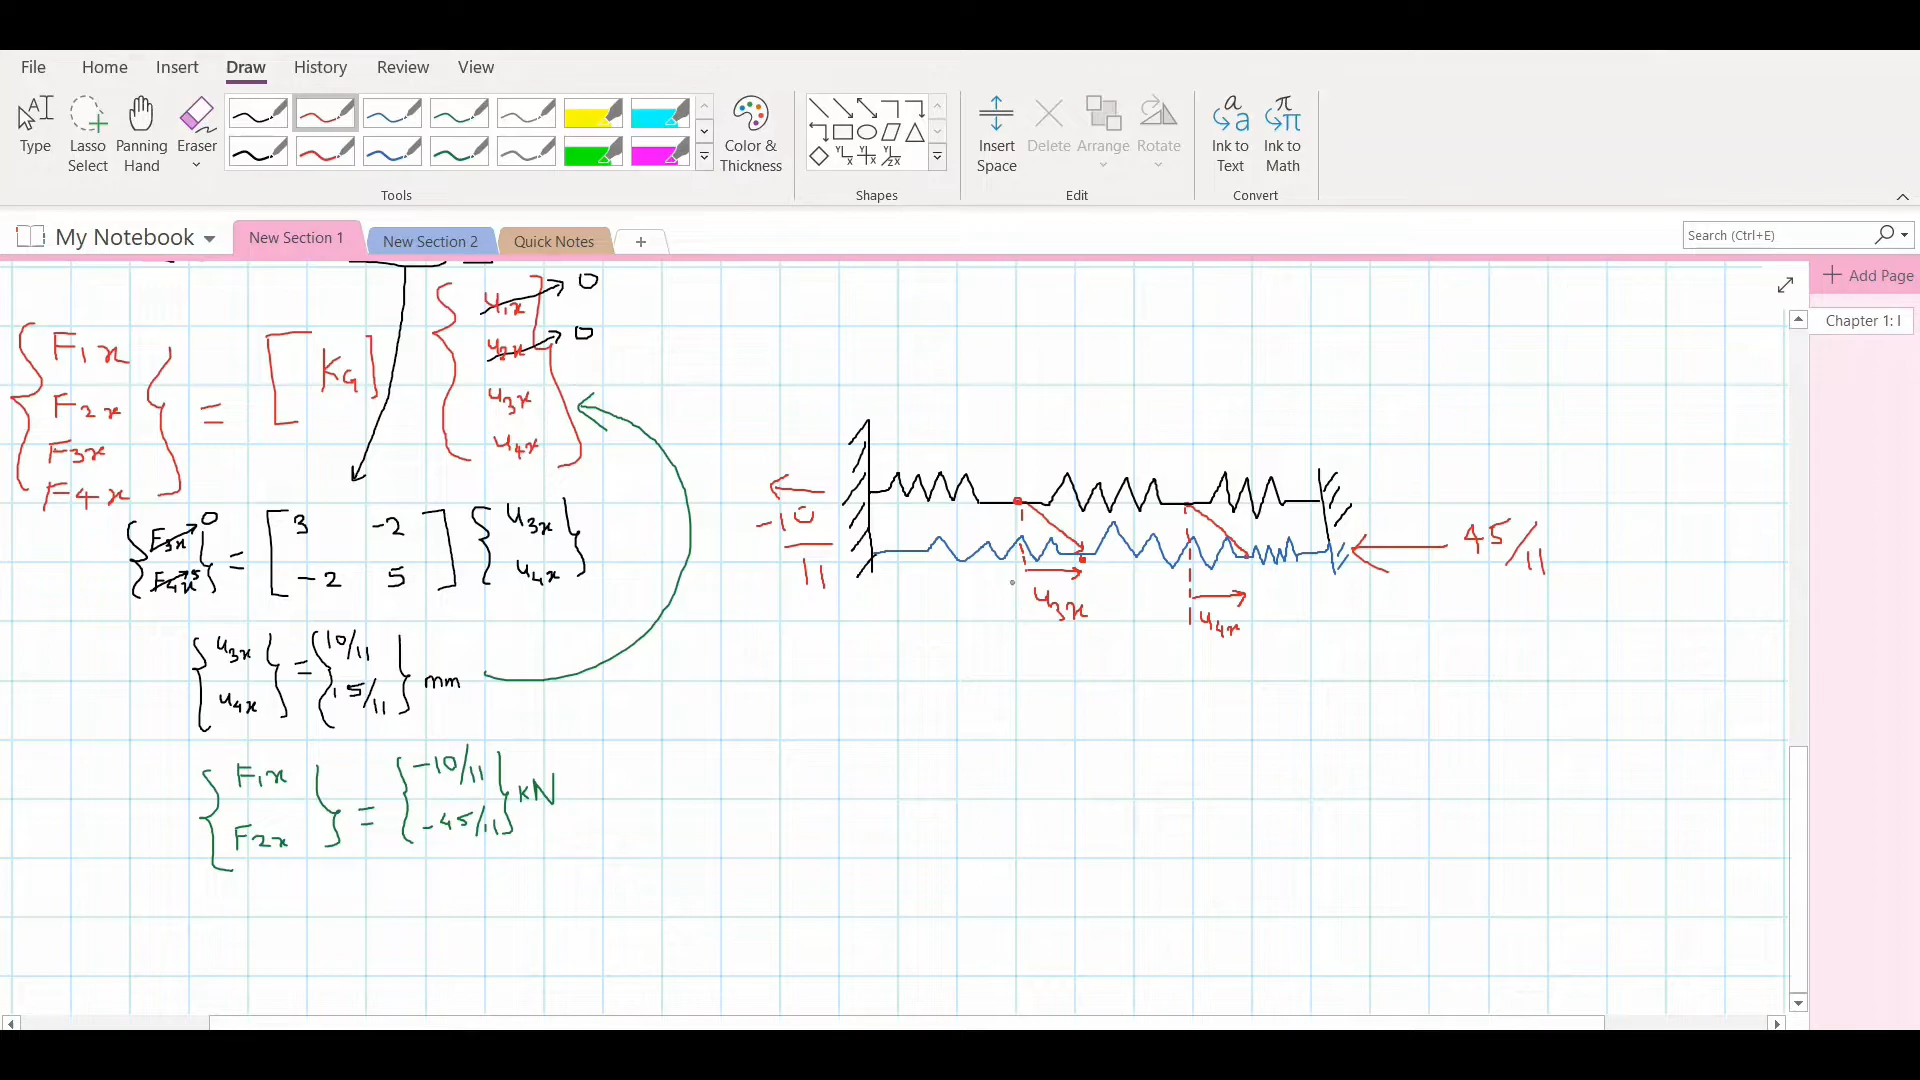 File Home Insert Draw History Review View
Type
Lasso Select
Panning Hand
Eraser
Color & Thickness
Insert Space
Delete
Arrange
Rotate
Ink to Text
Ink to Math
Tools Shapes Edit Convert
My Notebook New Section 1 New Section 2 Quick Notes +
Search (Ctrl+E)
Add Page
Chapter 1: I
{F1x F2x F3x F4x} = [KG] {u1x → 0 u2x → 0 u3x u4x}
{F3x → 0 F4x 5} = [3 -2 -2 5] {u3x u4x}
{u3x u4x} = {10/11 15/11} mm
{F1x F2x} = {-10/11 -45/11} kN
-10
11
u3x
u4x
45/11